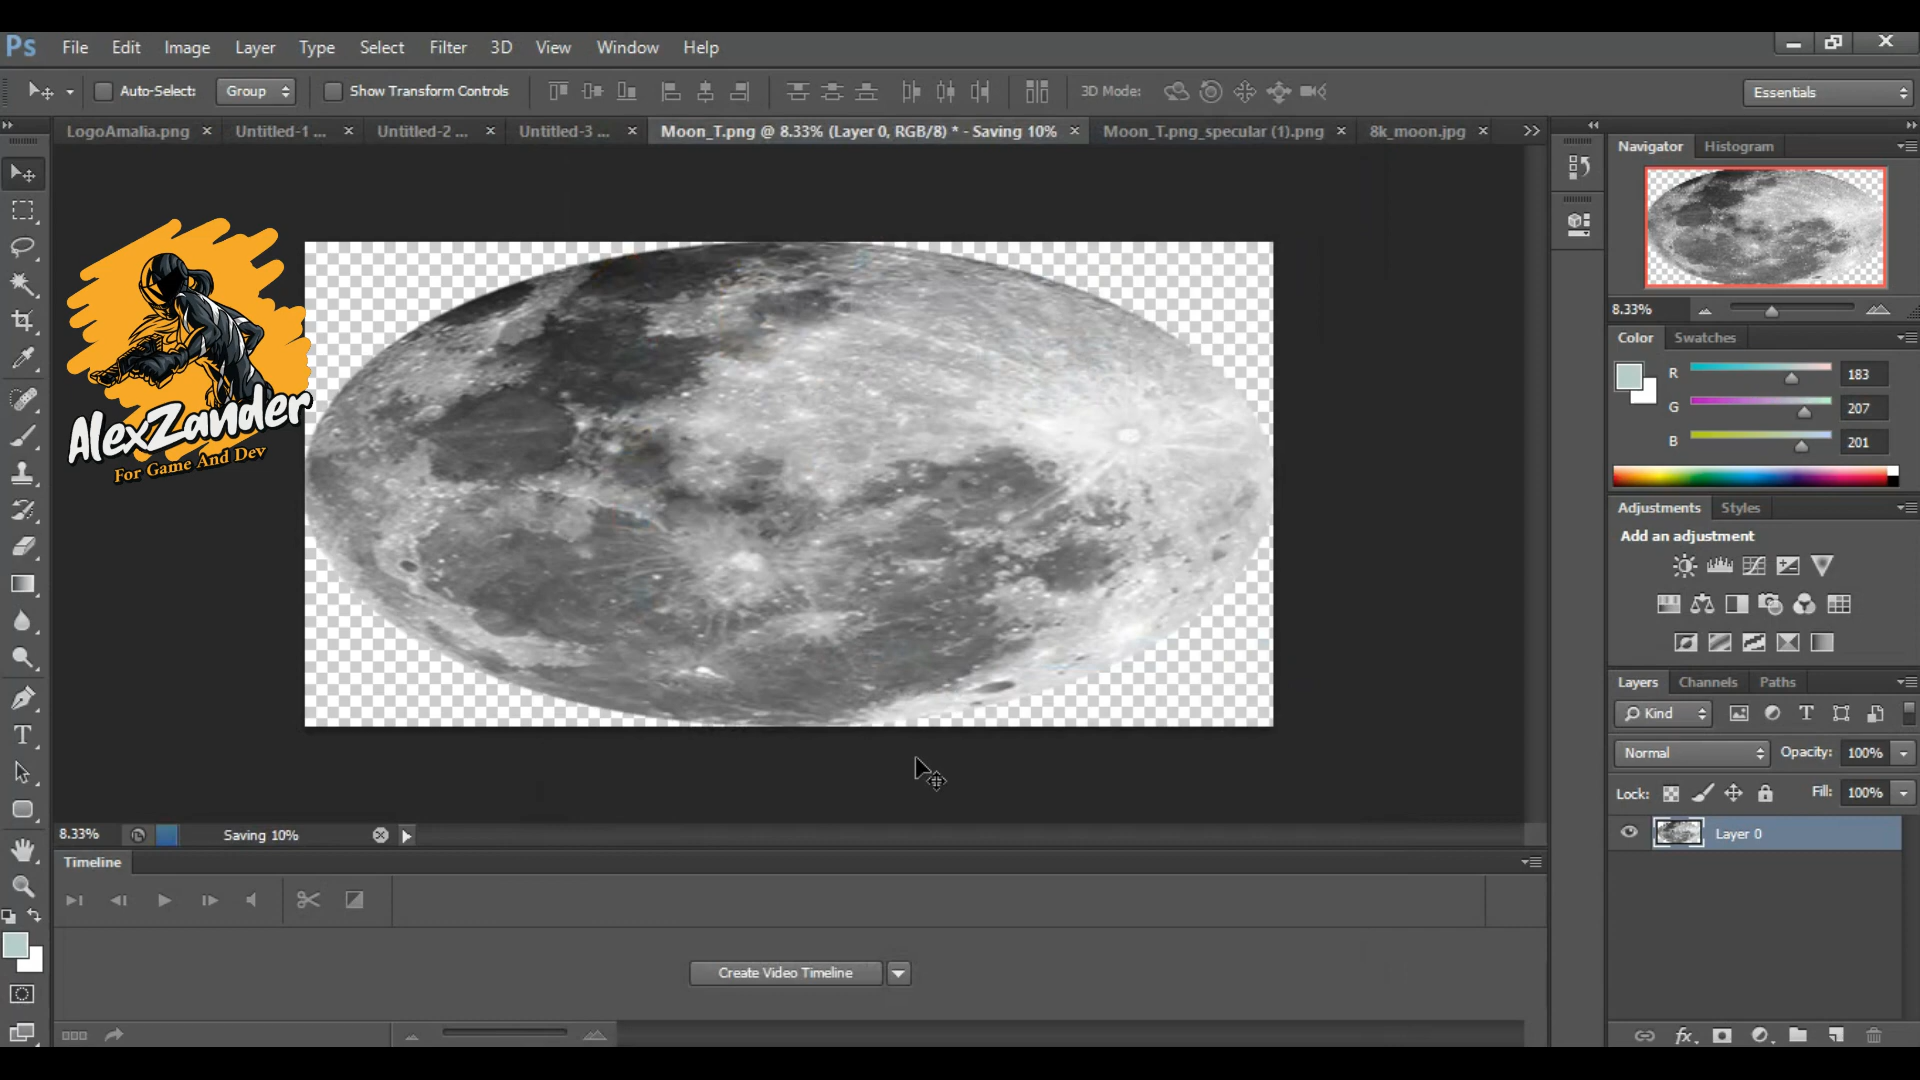 Ps File Edit Image Layer Type Select Filter 3D View Window Help
Auto-Select: Group Show Transform Controls 3D Mode: Essentials
LogoAmalia.png × Untitled-1 ... × Untitled-2 ... × Untitled-3 ... × Moon_T.png @ 8.33% (Layer 0, RGB/8) * - Saving 10% × Moon_T.png_specular (1).png × 8k_moon.jpg × >>
Navigator Histogram
8.33%
Color Swatches
R 183
G 207
B 201
AlexZander
For Game And Dev
Adjustments Styles
Add an adjustment
Layers Channels Paths
Kind
Normal Opacity: 100%
Lock: Fill: 100%
Layer 0
8.33% Saving 10%
Timeline
Create Video Timeline
fx